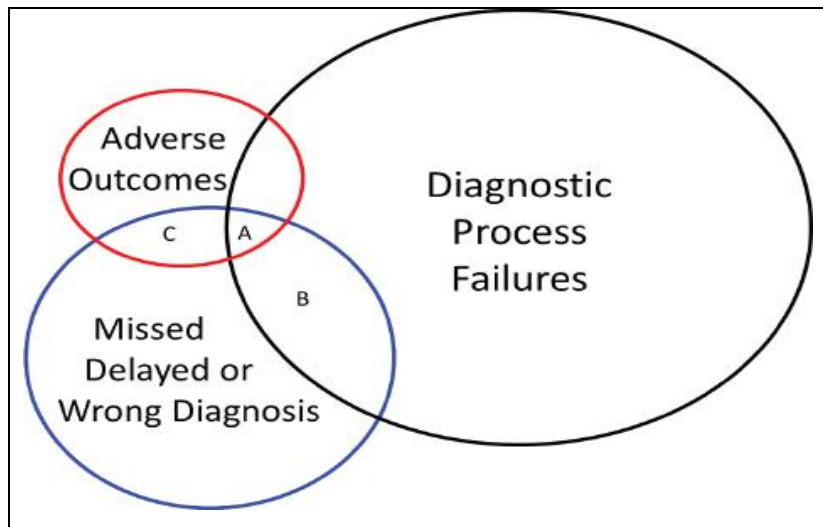 Adverse
Outcomes
Diagnostic
Process
Failures
C
A
B
Missed
Delayed or
Wrong Diagnosis